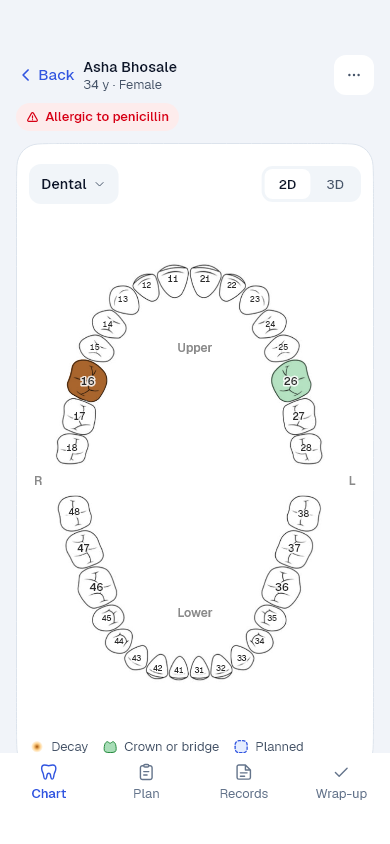 Back
Asha Bhosale
34 y · Female
Allergic to penicillin
Dental
2D
3D
11
21
12
22
13
23
14
24
15
25
Upper
16
26
17
27
18
28
R
L
48
38
47
37
46
36
Lower
45
35
44
34
43
33
42
41
31
32
Decay
Crown or bridge
Planned
Chart
Plan
Records
Wrap-up